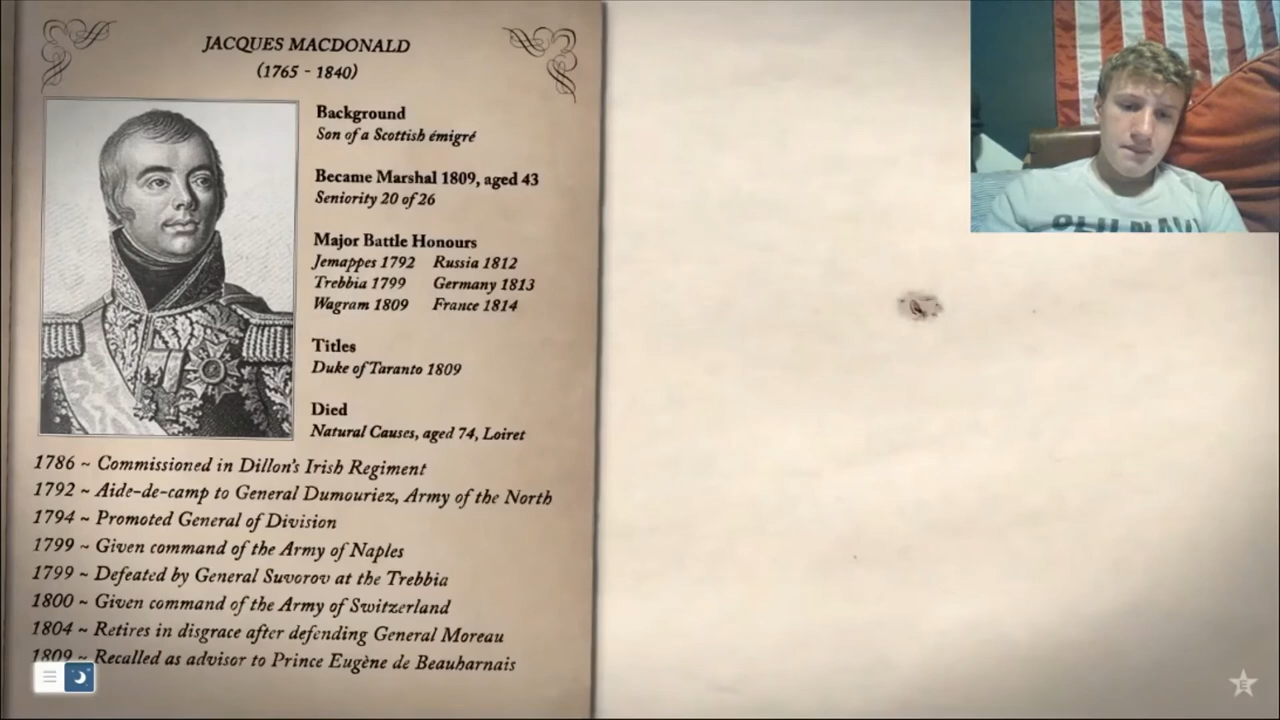 JACQUES MACDONALD
(1765 - 1840)
Background
Son of a Scottish émigré
Became Marshal 1809, aged 43
Seniority 20 of 26
Major Battle Honours
Jemappes 1792 Russia 1812
Trebbia 1799 Germany 1813
Wagram 1809 France 1814
Titles
Duke of Taranto 1809
Died
Natural Causes, aged 74, Loiret
1786 ~ Commissioned in Dillon's Irish Regiment
1792 ~ Aide-de-camp to General Dumouriez, Army of the North
1794 ~ Promoted General of Division
1799 ~ Given command of the Army of Naples
1799 ~ Defeated by General Suvorov at the Trebbia
1800 ~ Given command of the Army of Switzerland
1804 ~ Retires in disgrace after defending General Moreau
1809 ~ Recalled as advisor to Prince Eugène de Beauharnais
E